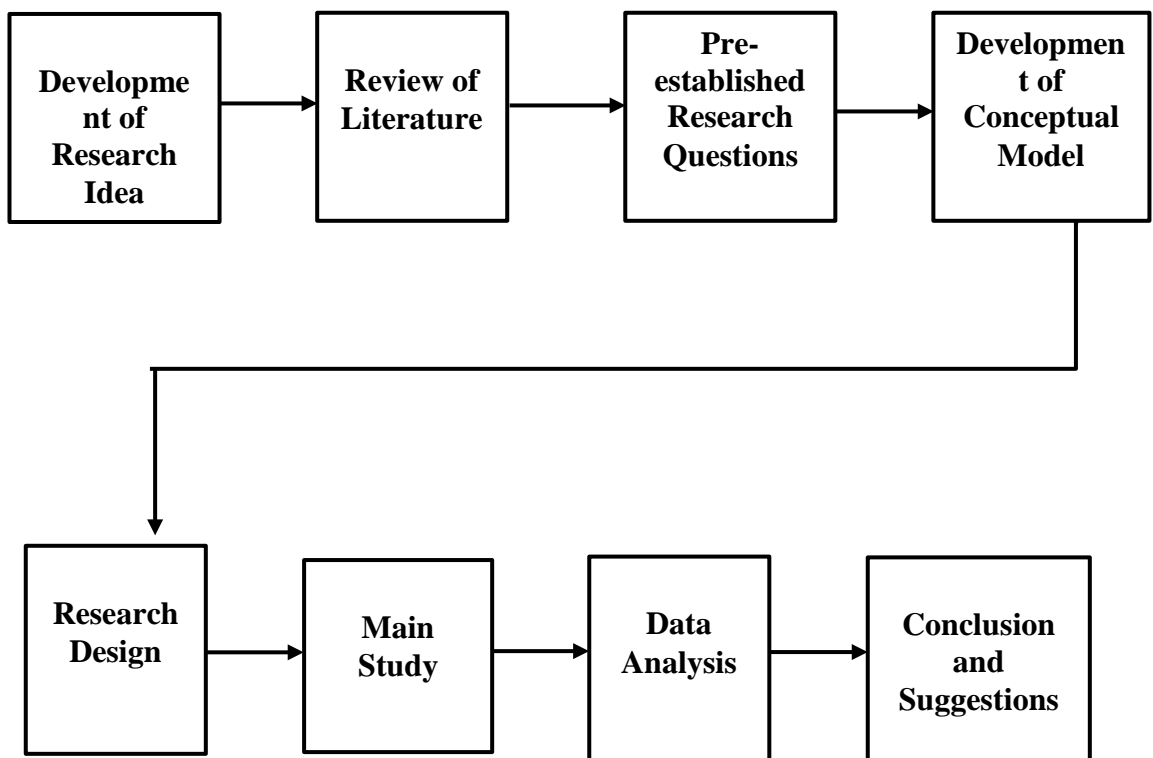 Developme
nt of
Research
Idea
Review of
Literature
Pre-
established
Research
Questions
Developmen
t of
Conceptual
Model
Research
Design
Main
Study
Data
Analysis
Conclusion
and
Suggestions